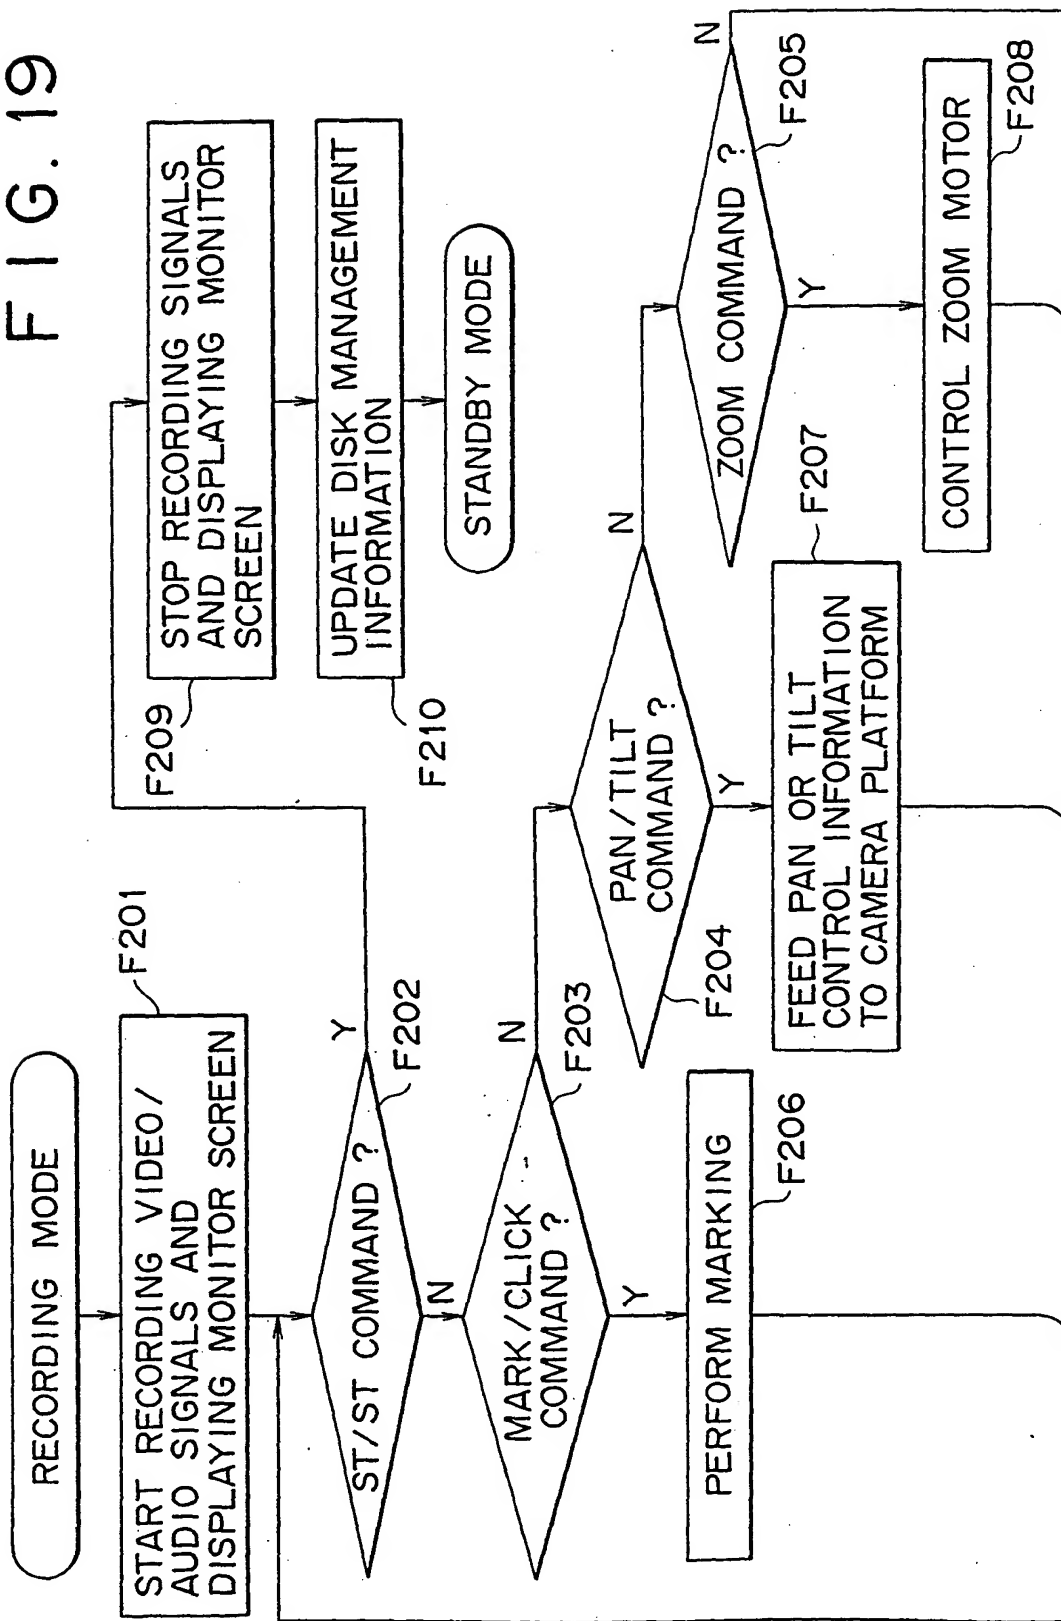 FIG. 19
RECORDING MODE
START RECORDING VIDEO/
AUDIO SIGNALS AND
DISPLAYING MONITOR SCREEN
F201
ST/ST COMMAND ?
Y
F202
N
MARK/CLICK
COMMAND ?
N
F203
Y
PERFORM MARKING
F206
STOP RECORDING SIGNALS
AND DISPLAYING MONITOR
SCREEN
F209
UPDATE DISK MANAGEMENT
INFORMATION
F210
STANDBY MODE
PAN/TILT
COMMAND ?
N
F204
Y
FEED PAN OR TILT
CONTROL INFORMATION
TO CAMERA PLATFORM
F207
ZOOM COMMAND ?
N
F205
Y
CONTROL ZOOM MOTOR
F208